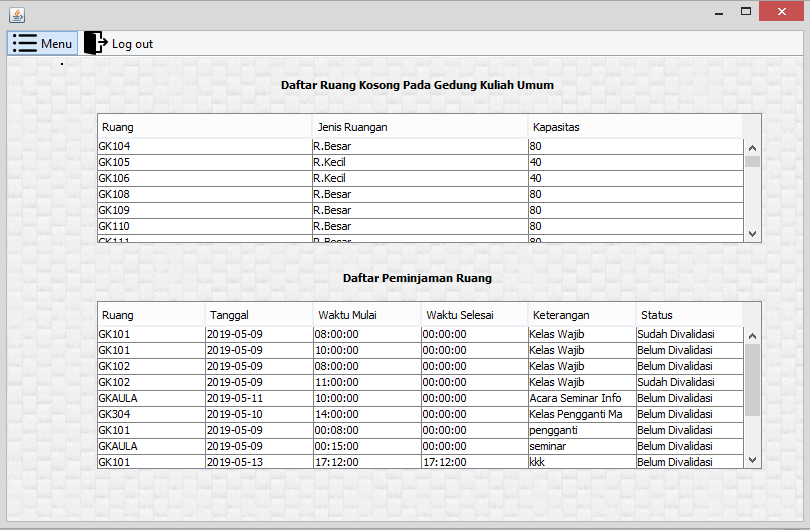 Menu Log out
Daftar Ruang Kosong Pada Gedung Kuliah Umum
Ruang Jenis Ruangan Kapasitas
GK104 R.Besar 80
GK105 R.Kecil 40
GK106 R.Kecil 40
GK108 R.Besar 80
GK109 R.Besar 80
GK110 R.Besar 80
GK111 R.Besar 80
Daftar Peminjaman Ruang
Ruang Tanggal Waktu Mulai Waktu Selesai Keterangan Status
GK101 2019-05-09 08:00:00 00:00:00 Kelas Wajib Sudah Divalidasi
GK101 2019-05-09 10:00:00 00:00:00 Kelas Wajib Belum Divalidasi
GK102 2019-05-09 08:00:00 00:00:00 Kelas Wajib Belum Divalidasi
GK102 2019-05-09 11:00:00 00:00:00 Kelas Wajib Sudah Divalidasi
GKAULA 2019-05-11 10:00:00 00:00:00 Acara Seminar Info Belum Divalidasi
GK304 2019-05-10 14:00:00 00:00:00 Kelas Pengganti Ma Belum Divalidasi
GK101 2019-05-09 00:08:00 00:00:00 pengganti Belum Divalidasi
GKAULA 2019-05-09 00:15:00 00:00:00 seminar Belum Divalidasi
GK101 2019-05-13 17:12:00 17:12:00 kkk Belum Divalidasi